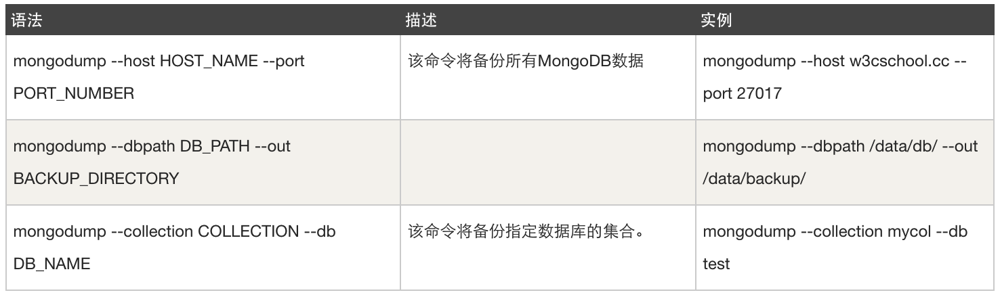 语法 描述 实例
mongodump --host HOST_NAME --port
PORT_NUMBER
该命令将备份所有MongoDB数据
mongodump --host w3cschool.cc --
port 27017
mongodump --dbpath DB_PATH --out
BACKUP_DIRECTORY
mongodump --dbpath /data/db/ --out
/data/backup/
mongodump --collection COLLECTION --db
DB_NAME
该命令将备份指定数据库的集合。
mongodump --collection mycol --db
test